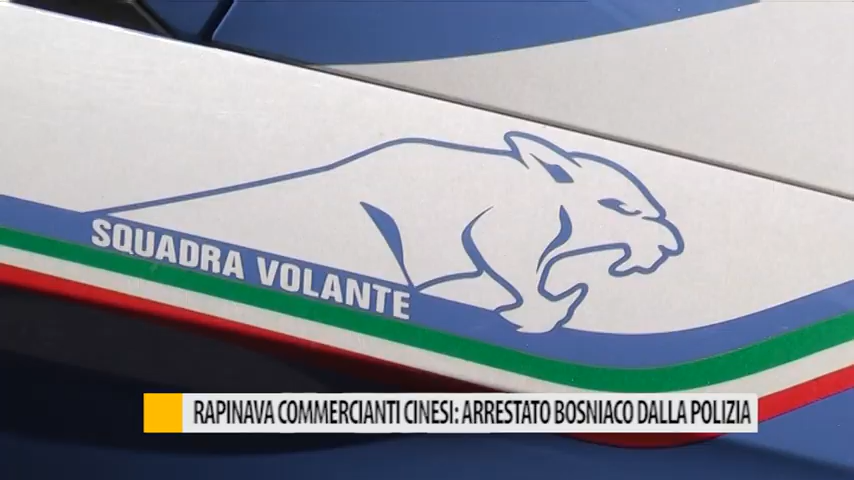 SQUADRA VOLANTE
RAPINAVA COMMERCIANTI CINESI: ARRESTATO BOSNIACO DALLA POLIZIA